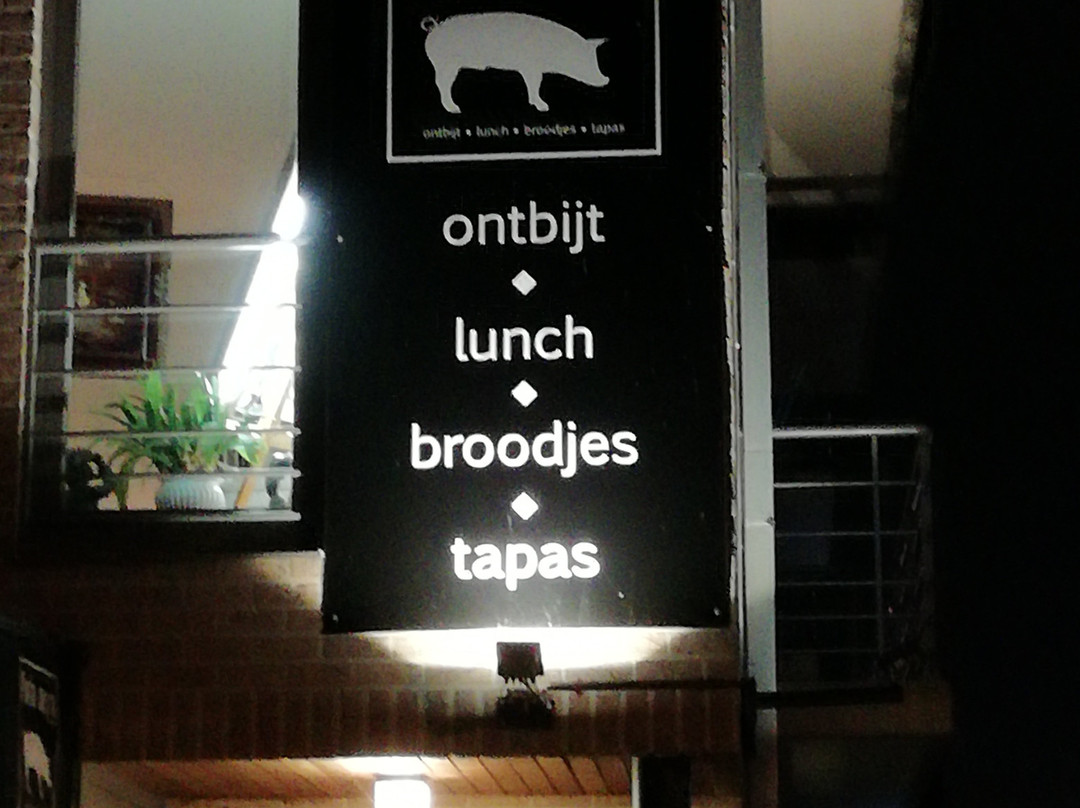 ontbijt • lunch • broodjes • tapas
ontbijt
lunch
broodjes
tapas